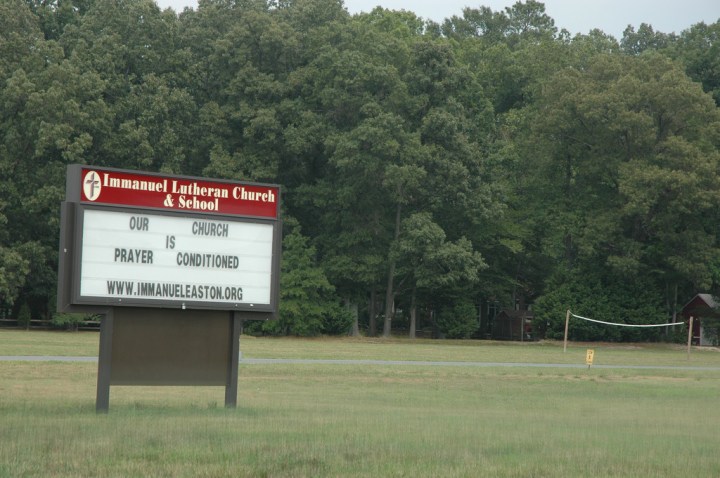 Immanuel Lutheran Church
& School
OUR CHURCH
IS
PRAYER CONDITIONED
WWW.IMMANUELEASTON.ORG